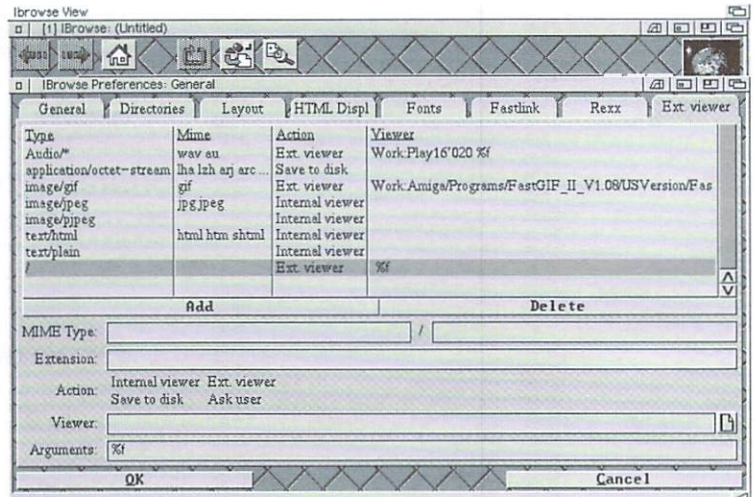 Ibrowse View
[1] IBrowse: (Untitled)
IBrowse Preferences: General
General Directories Layout HTML Displ Fonts Fastlink Rexx Ext. viewer
Type Mime Action Viewer
Audio/* wav au Ext. viewer Work:Play16'020 %f
application/octet-stream lha lzh arj arc ... Save to disk
image/gif gif Ext. viewer Work:Amiga/Programs/FastGIF_II_V1.08/USVersion/Fas
image/jpeg jpg jpeg Internal viewer
image/pjpeg Internal viewer
text/html html htm shtml Internal viewer
text/plain Internal viewer
/ Ext. viewer %f
Add Delete
MIME Type: /
Extension:
Action: Internal viewer Ext. viewer
Save to disk Ask user
Viewer:
Arguments: %f
OK Cancel